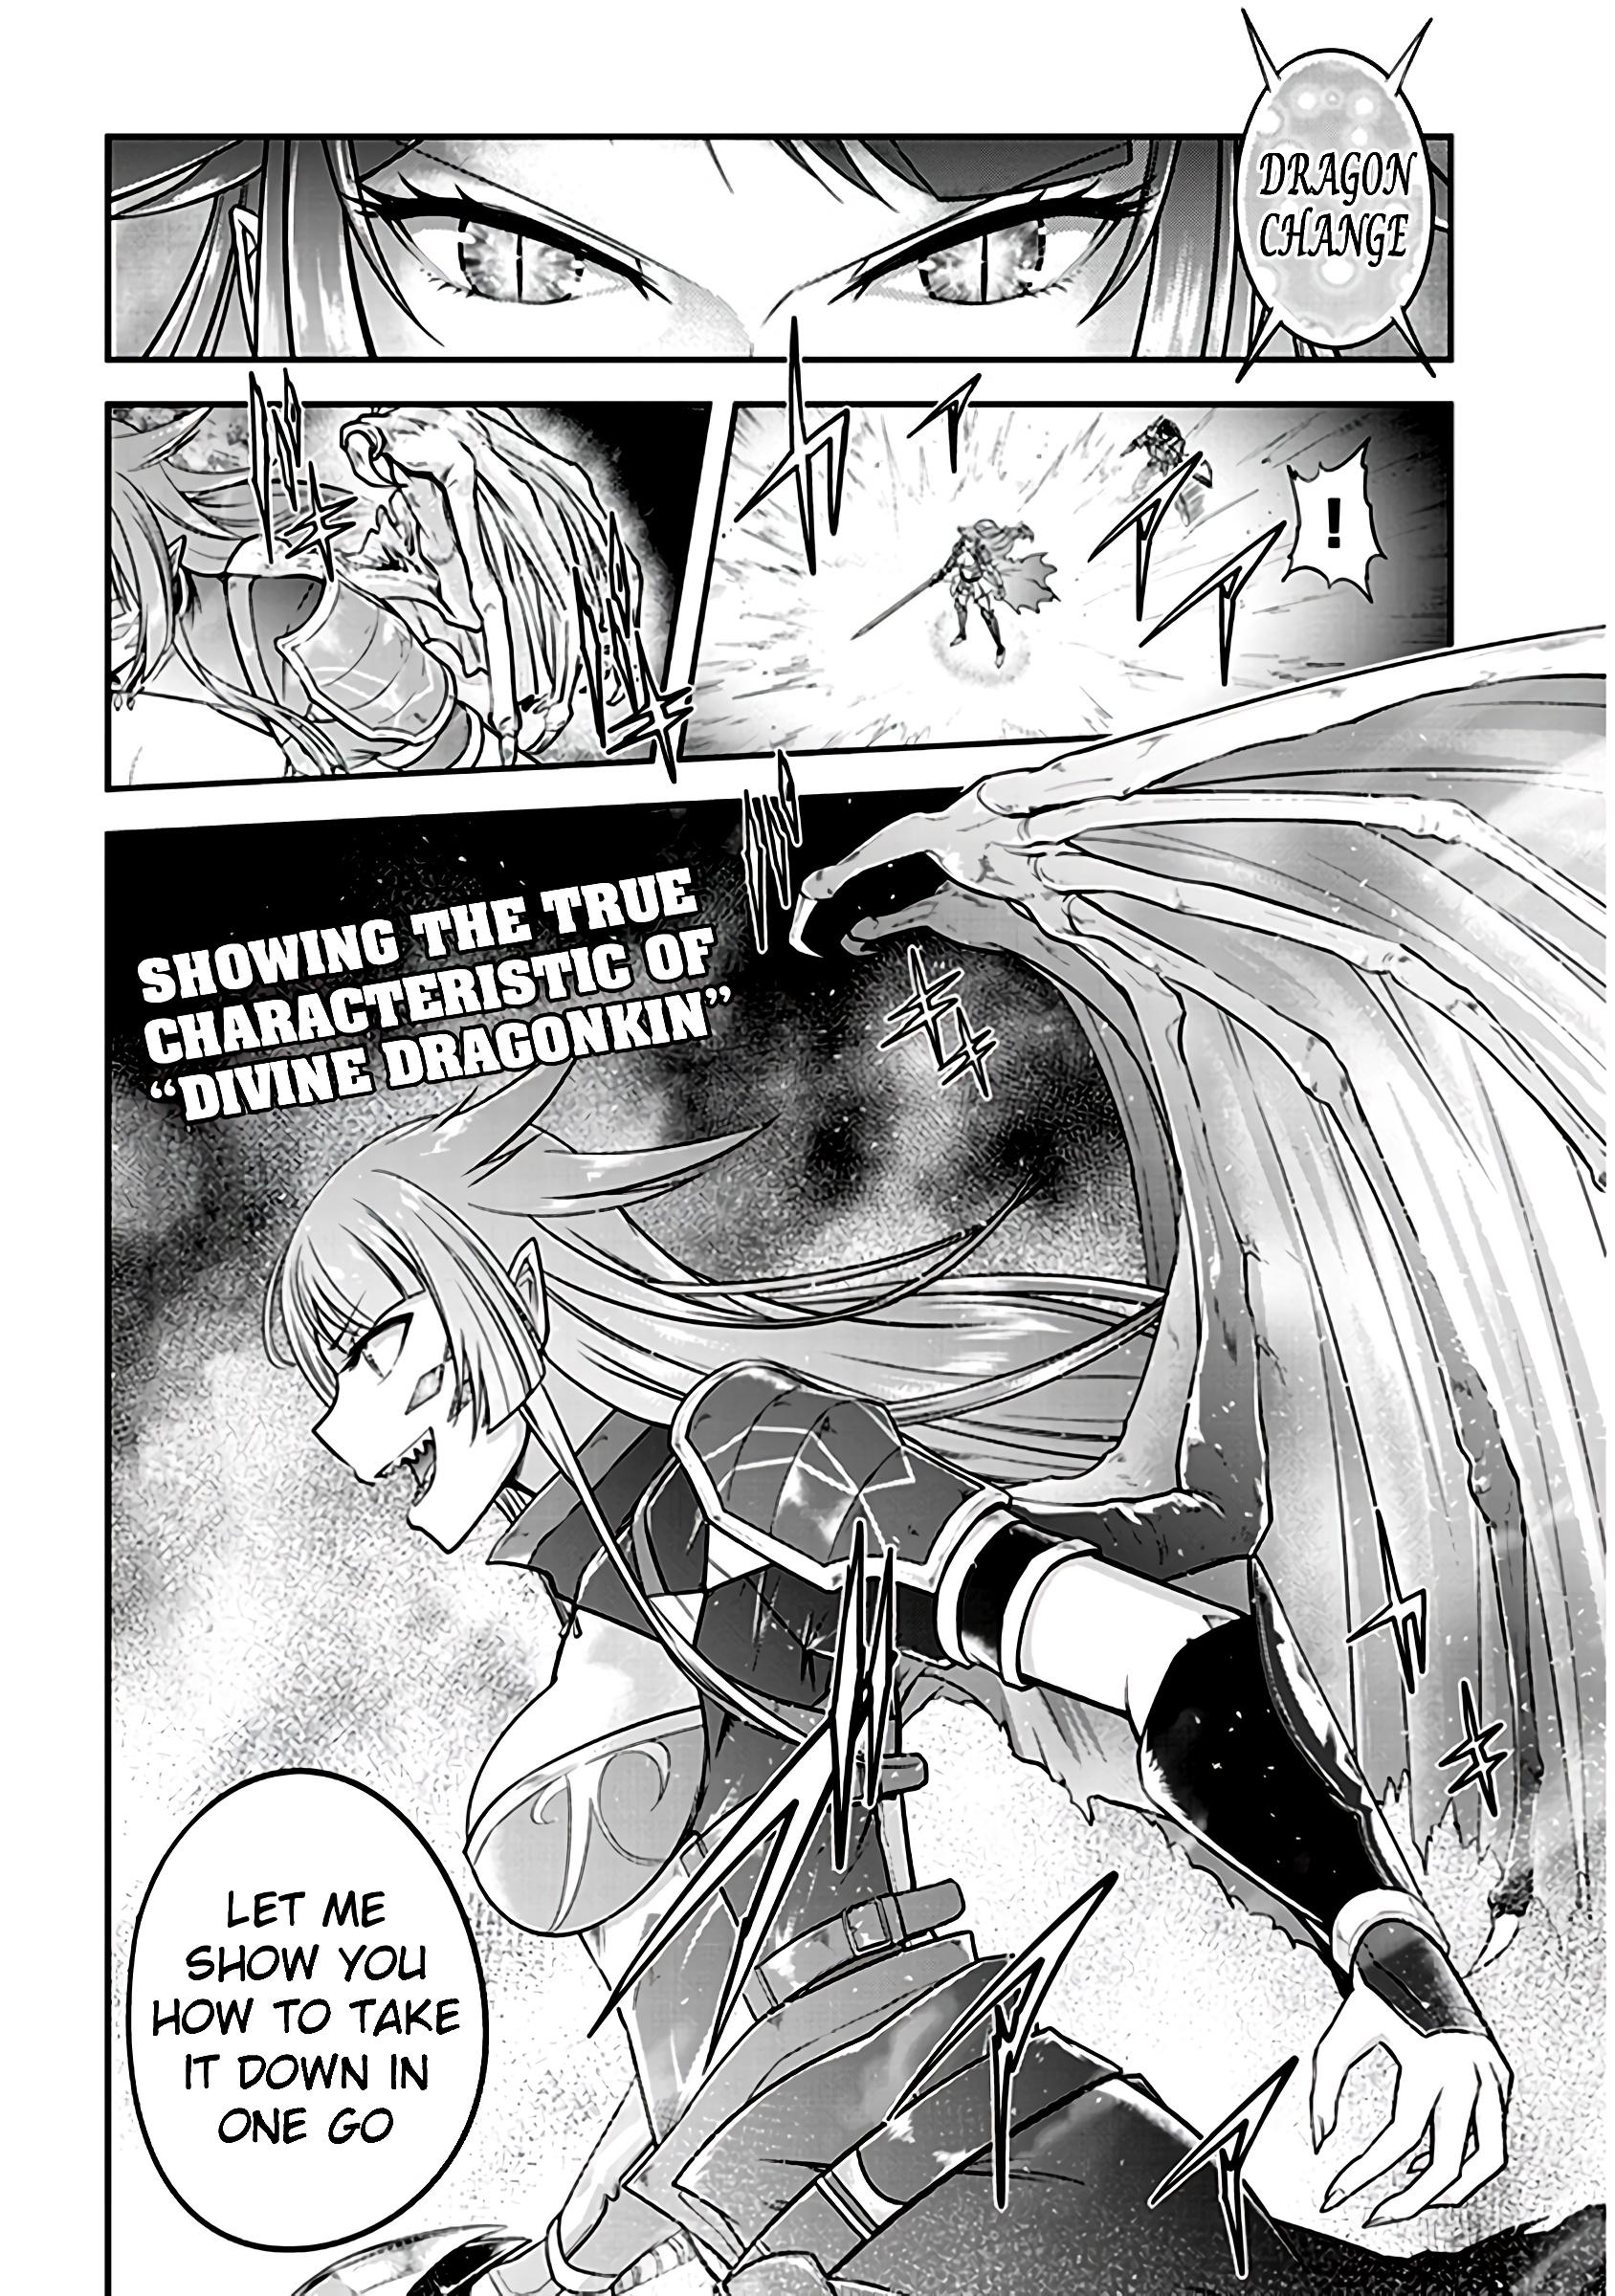 DRAGON
CHANGE
!
SHOWING THE TRUE
CHARACTERISTIC OF
“DIVINE DRAGONKIN”
LET ME
SHOW YOU
HOW TO TAKE
IT DOWN IN
ONE GO